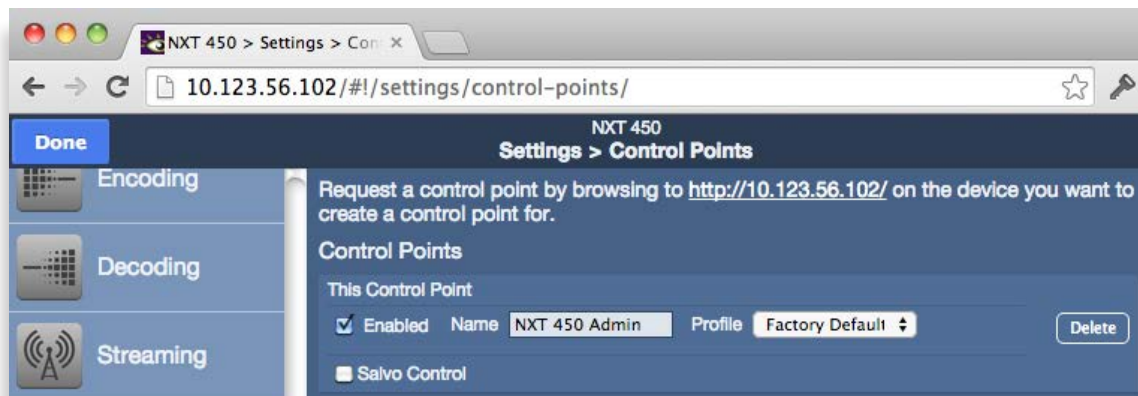 NXT 450 > Settings > Con
10.123.56.102/#!/settings/control-points/
Done
NXT 450
Settings > Control Points
Encoding
Decoding
Streaming
Request a control point by browsing to http://10.123.56.102/ on the device you want to
create a control point for.
Control Points
This Control Point
Enabled Name NXT 450 Admin Profile Factory Default Delete
Salvo Control